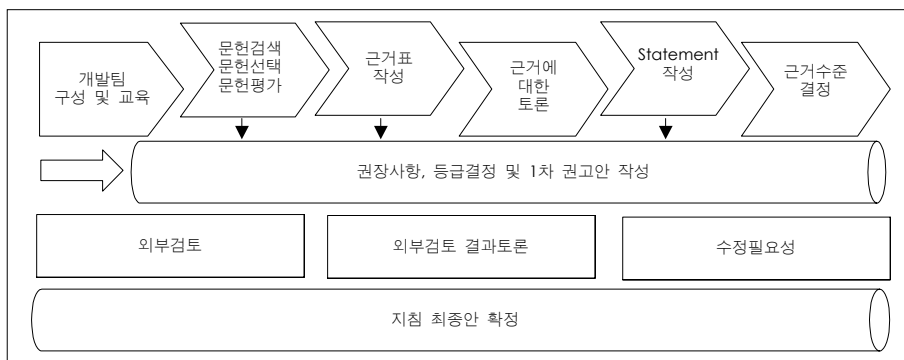 개발팀
구성 및 교육
문헌검색
문헌선택
문헌평가
근거표
작성
근거에
대한
토론
Statement
작성
근거수준
결정
권장사항, 등급결정 및 1차 권고안 작성
외부검토
외부검토 결과토론
수정필요성
지침 최종안 확정